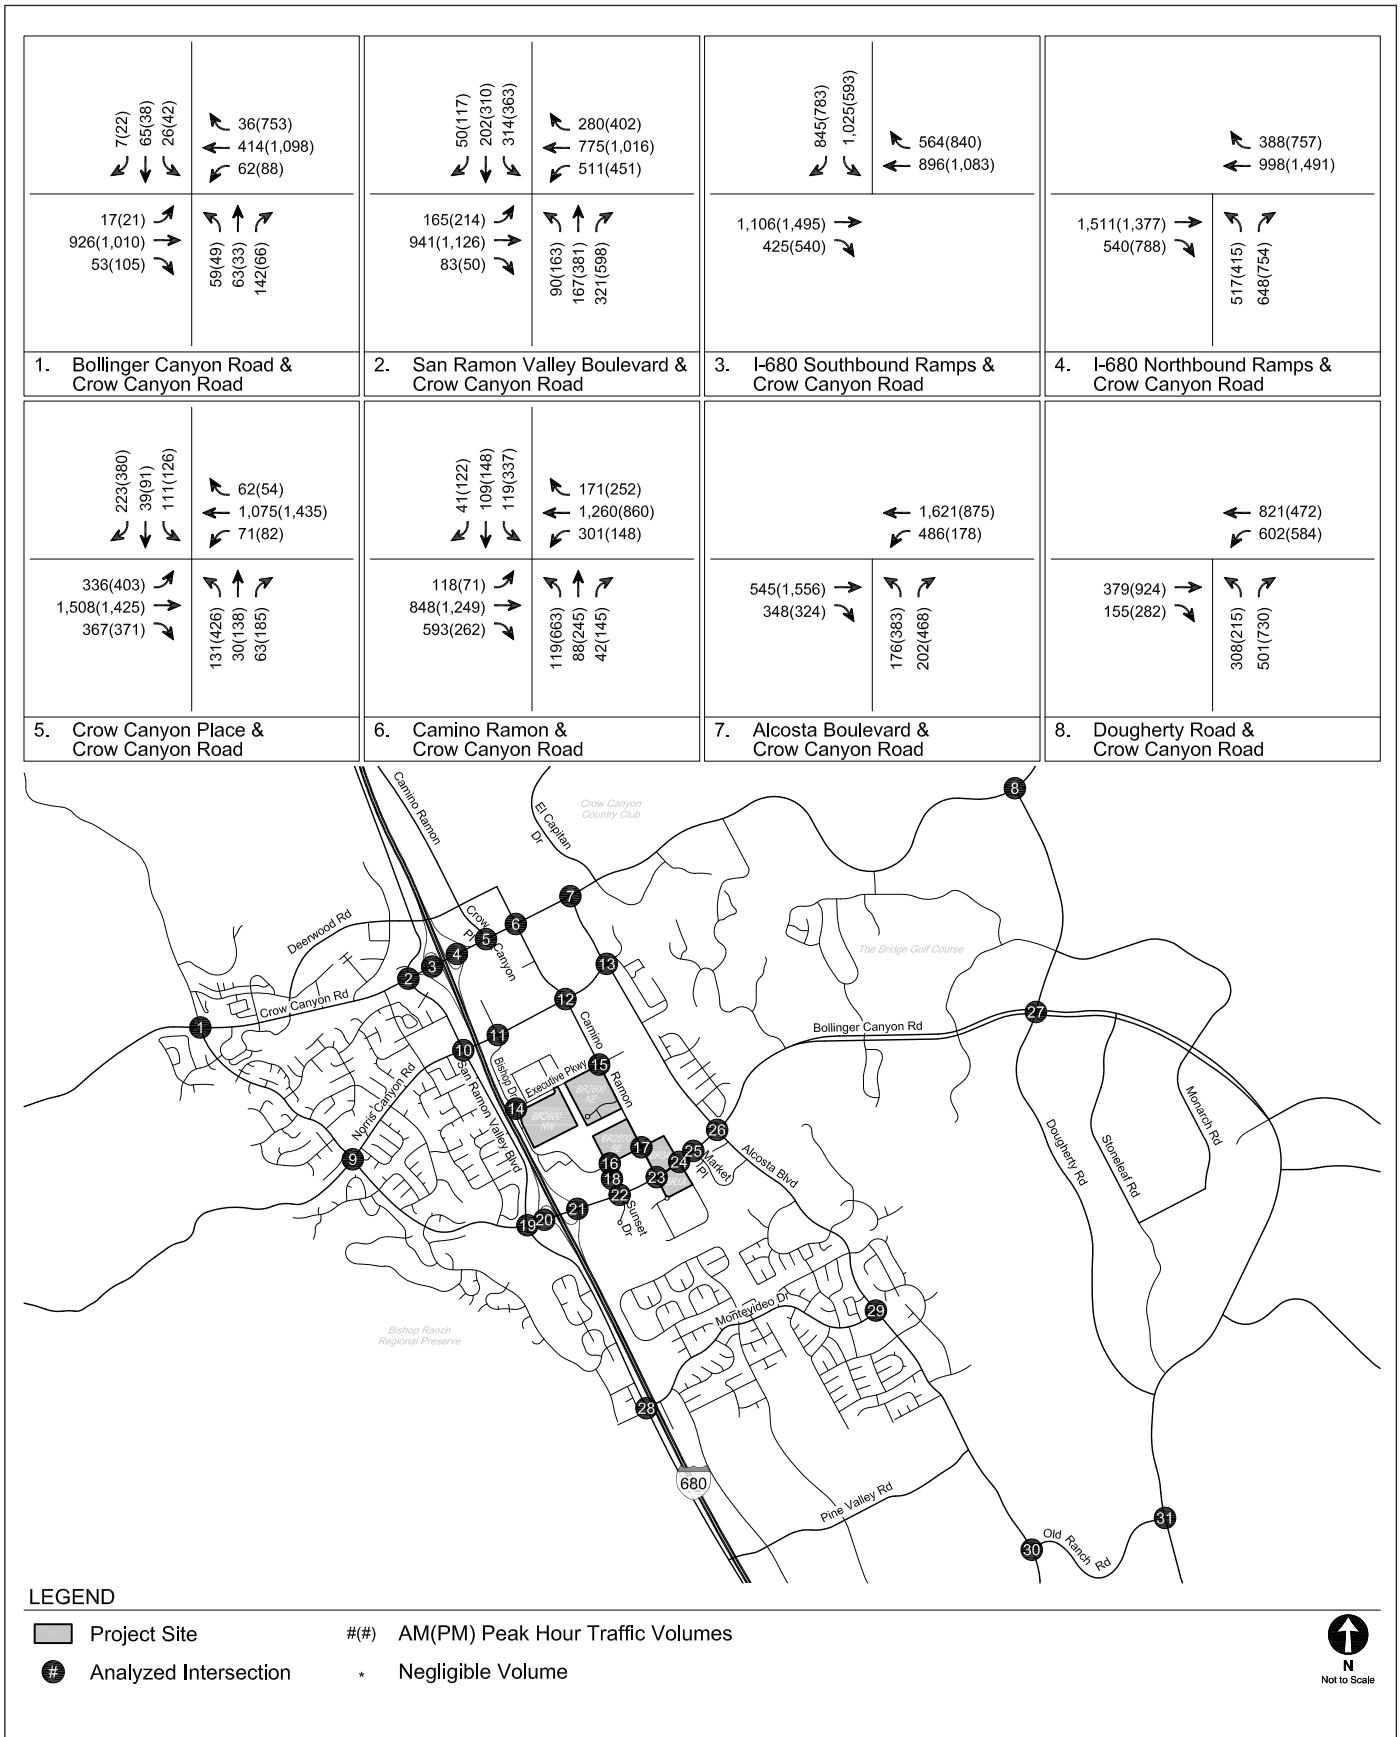 7(22)
65(38)
26(42)
36(753)
414(1,098)
62(88)
17(21)
926(1,010)
53(105)
59(49)
63(33)
142(66)
1. Bollinger Canyon Road &
Crow Canyon Road
50(117)
202(310)
314(363)
280(402)
775(1,016)
511(451)
165(214)
941(1,126)
83(50)
90(163)
167(381)
321(598)
2. San Ramon Valley Boulevard &
Crow Canyon Road
845(783)
1,025(593)
564(840)
896(1,083)
1,106(1,495)
425(540)
3. I-680 Southbound Ramps &
Crow Canyon Road
388(757)
998(1,491)
1,511(1,377)
540(788)
517(415)
648(754)
4. I-680 Northbound Ramps &
Crow Canyon Road
223(380)
39(91)
111(126)
62(54)
1,075(1,435)
71(82)
336(403)
1,508(1,425)
367(371)
131(426)
30(138)
63(185)
5. Crow Canyon Place &
Crow Canyon Road
41(122)
109(148)
119(337)
171(252)
1,260(860)
301(148)
118(71)
848(1,249)
593(262)
119(663)
88(245)
42(145)
6. Camino Ramon &
Crow Canyon Road
1,621(875)
486(178)
545(1,556)
348(324)
176(383)
202(468)
7. Alcosta Boulevard &
Crow Canyon Road
821(472)
602(584)
379(924)
155(282)
308(215)
501(730)
8. Dougherty Road &
Crow Canyon Road
Camino Ramon
El Capitan
Dr
Crow Canyon
Country Club
8
7
Deerwood Rd
Crow Canyon
Pl
6
5
4
3
2
13
The Bridge Golf Course
Crow Canyon Rd
12
1
11
10
27
Bollinger Canyon Rd
Camino
Ramon
15
Executive Pkwy
Bishop Dr
San Ramon Valley Blvd
Norris Canyon Rd
14
BR2600
NE
BR2600
NW
Monarch Rd
Stoneleaf Rd
Dougherty Rd
26
BR2600
17
25
Market
Pl
Alcosta Blvd
9
16
24
18
23
22
21
Sunset
Dr
20
19
Montevideo Dr
29
Bishop Ranch
Regional Preserve
28
680
Pine Valley Rd
31
Old Ranch Rd
30
LEGEND
Project Site
#(#) AM(PM) Peak Hour Traffic Volumes
# Analyzed Intersection
* Negligible Volume
N
Not to Scale